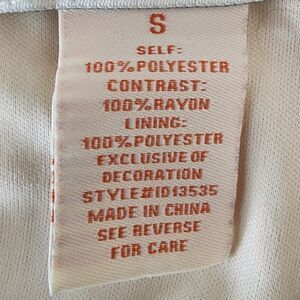 S
SELF:
100%POLYESTER
CONTRAST:
100%RAYON
LINING:
100%POLYESTER
EXCLUSIVE OF
DECORATION
STYLE#ID13535
MADE IN CHINA
SEE REVERSE
FOR CARE